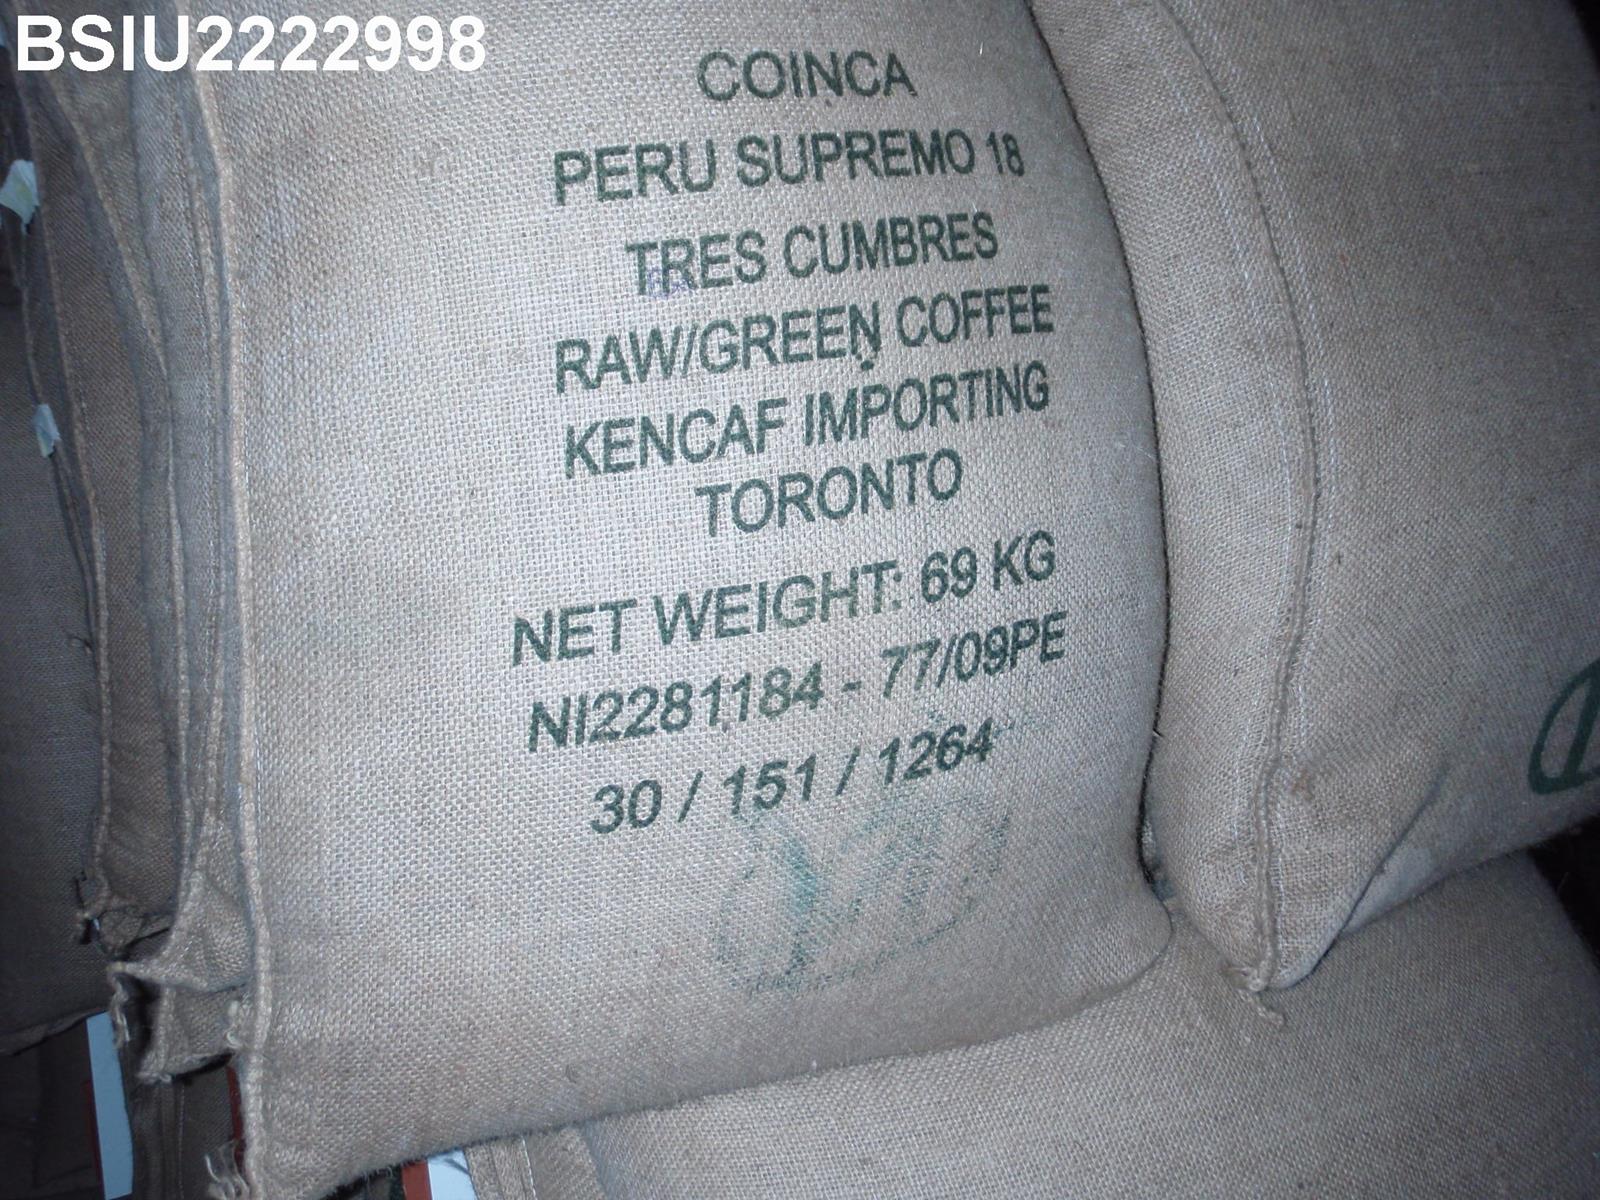 BSIU2222998
COINCA
PERU SUPREMO 18
TRES CUMBRES
RAW/GREEN COFFEE
KENCAF IMPORTING
TORONTO
NET WEIGHT: 69 KG
NI2281184 - 77/09PE
30 / 151 / 1264